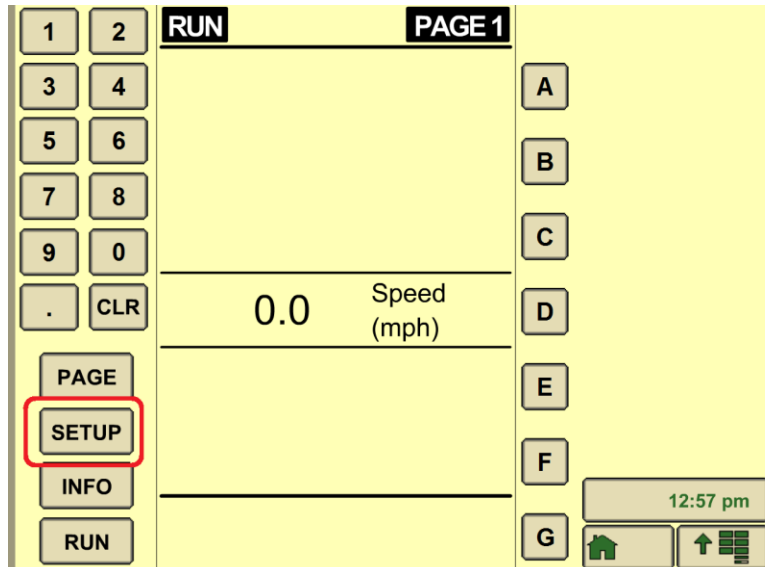 1 2 RUN PAGE 1
3 4 A
5 6 B
7 8
9 0 C
. CLR 0.0 Speed (mph) D
PAGE E
SETUP
INFO F
12:57 pm
RUN G